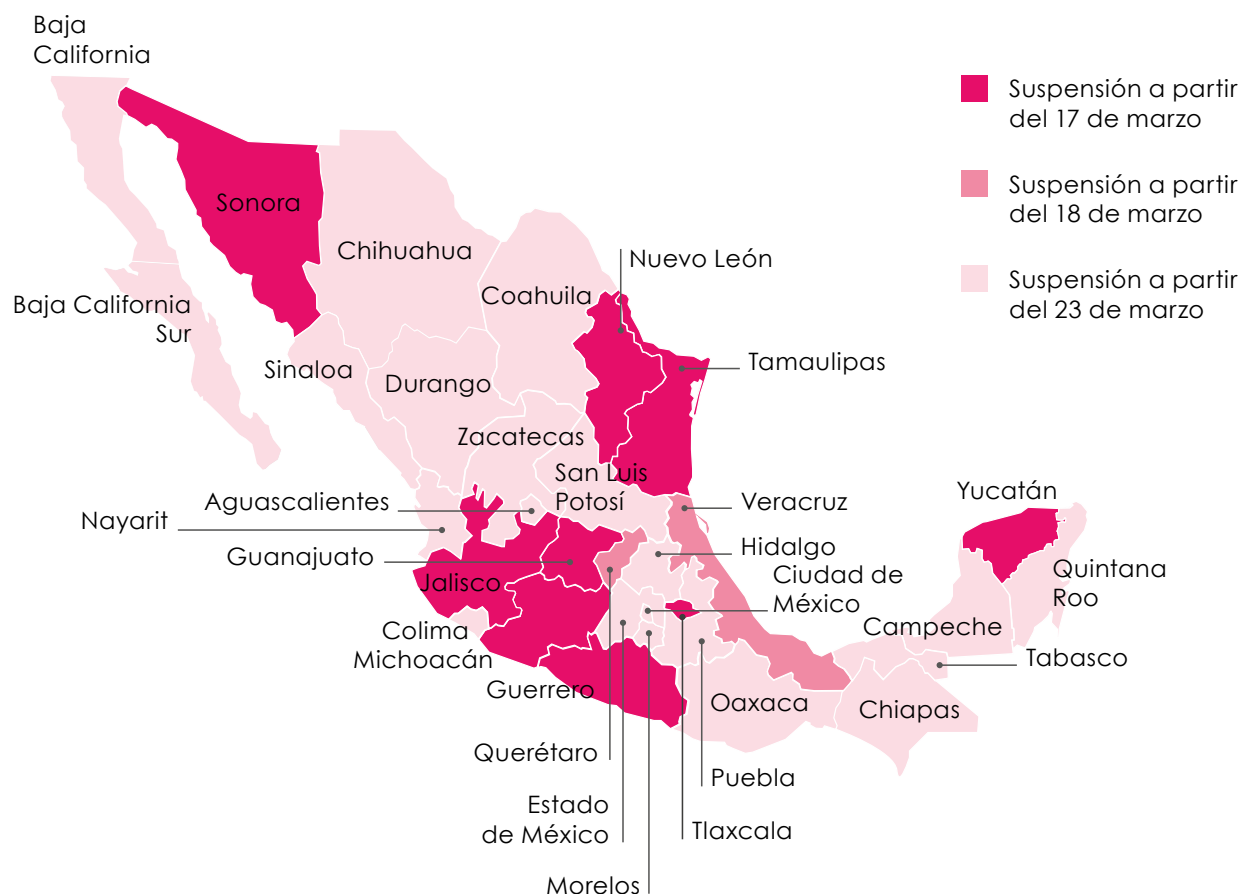 Baja
California
Suspensión a partir
del 17 de marzo
Suspensión a partir
del 18 de marzo
Suspensión a partir
del 23 de marzo
Sonora
Chihuahua
Nuevo León
Coahuila
Baja California
Sur
Sinaloa
Durango
Tamaulipas
Zacatecas
San Luis
Potosí
Aguascalientes
Nayarit
Veracruz
Yucatán
Guanajuato
Hidalgo
Jalisco
Ciudad de
México
Quintana
Roo
Colima
Michoacán
Campeche
Tabasco
Guerrero
Oaxaca
Chiapas
Querétaro
Puebla
Estado
de México
Tlaxcala
Morelos